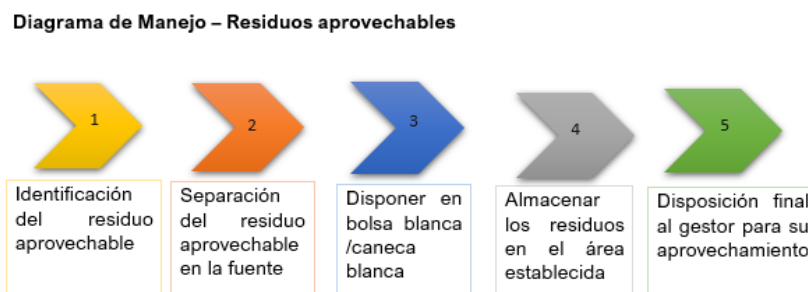 Diagrama de Manejo – Residuos aprovechables
1
Identificación
del residuo
aprovechable
2
Separación
del residuo
aprovechable
en la fuente
3
Disponer en
bolsa blanca
/caneca
blanca
4
Almacenar
los residuos
en el área
establecida
5
Disposición final
al gestor para su
aprovechamiento